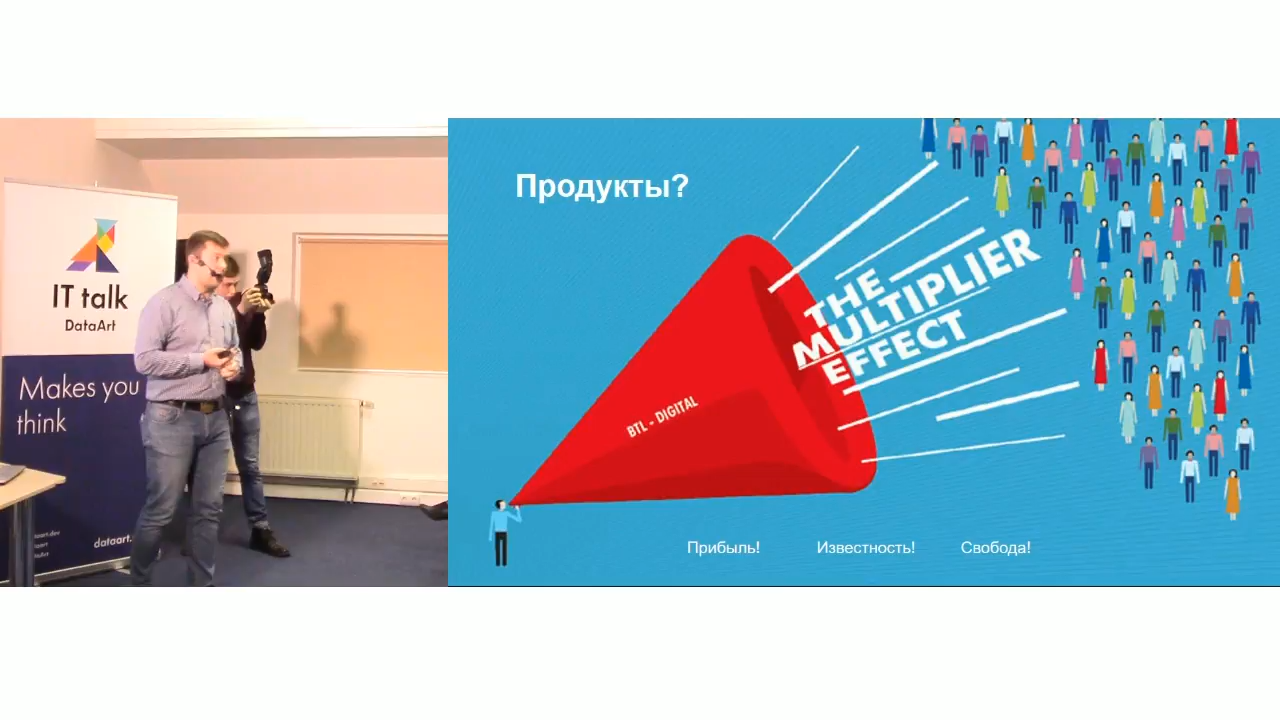 IT talk
DataArt
Makes you
think
dataart.
Продукты?
THE
MULTIPLIER
EFFECT
BTL - DIGITAL
Прибыль!
Известность!
Свобода!